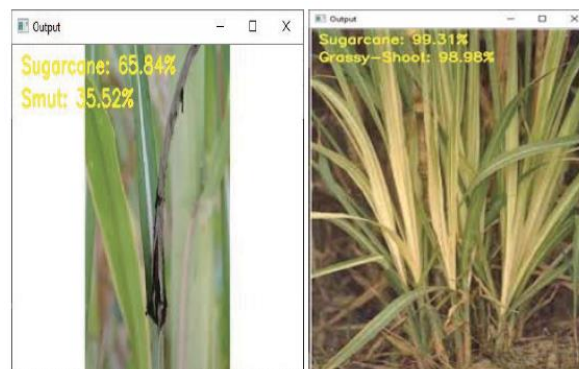 Output
Sugarcane: 65.84%
Smut: 35.52%
Output
Sugarcane: 99.31%
Grassy-Shoot: 98.98%